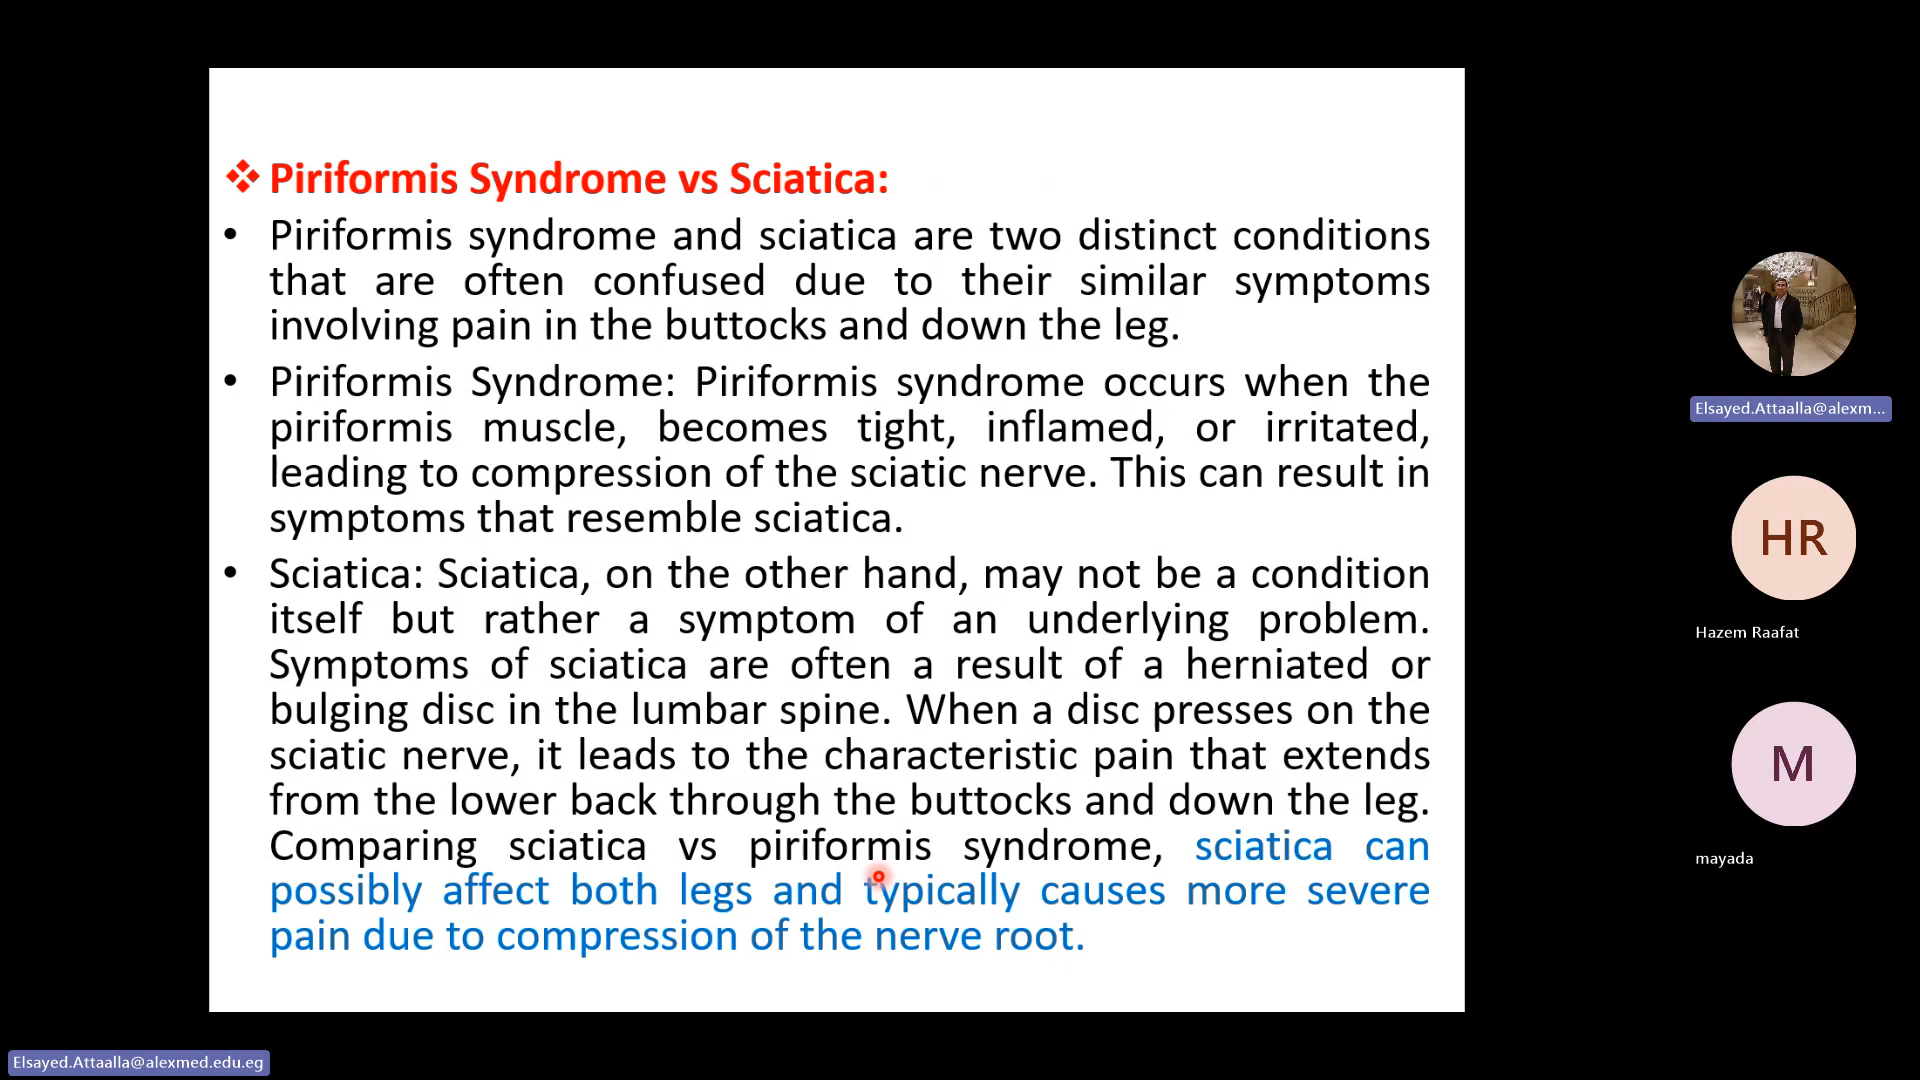 ❖ Piriformis Syndrome vs Sciatica:
• Piriformis syndrome and sciatica are two distinct conditions
that are often confused due to their similar symptoms
involving pain in the buttocks and down the leg.
• Piriformis Syndrome: Piriformis syndrome occurs when the
piriformis muscle, becomes tight, inflamed, or irritated,
leading to compression of the sciatic nerve. This can result in
symptoms that resemble sciatica.
• Sciatica: Sciatica, on the other hand, may not be a condition
itself but rather a symptom of an underlying problem.
Symptoms of sciatica are often a result of a herniated or
bulging disc in the lumbar spine. When a disc presses on the
sciatic nerve, it leads to the characteristic pain that extends
from the lower back through the buttocks and down the leg.
Comparing sciatica vs piriformis syndrome, sciatica can
possibly affect both legs and typically causes more severe
pain due to compression of the nerve root.
Elsayed.Attaalla@alexm...
HR
Hazem Raafat
M
mayada
Elsayed.Attaalla@alexmed.edu.eg